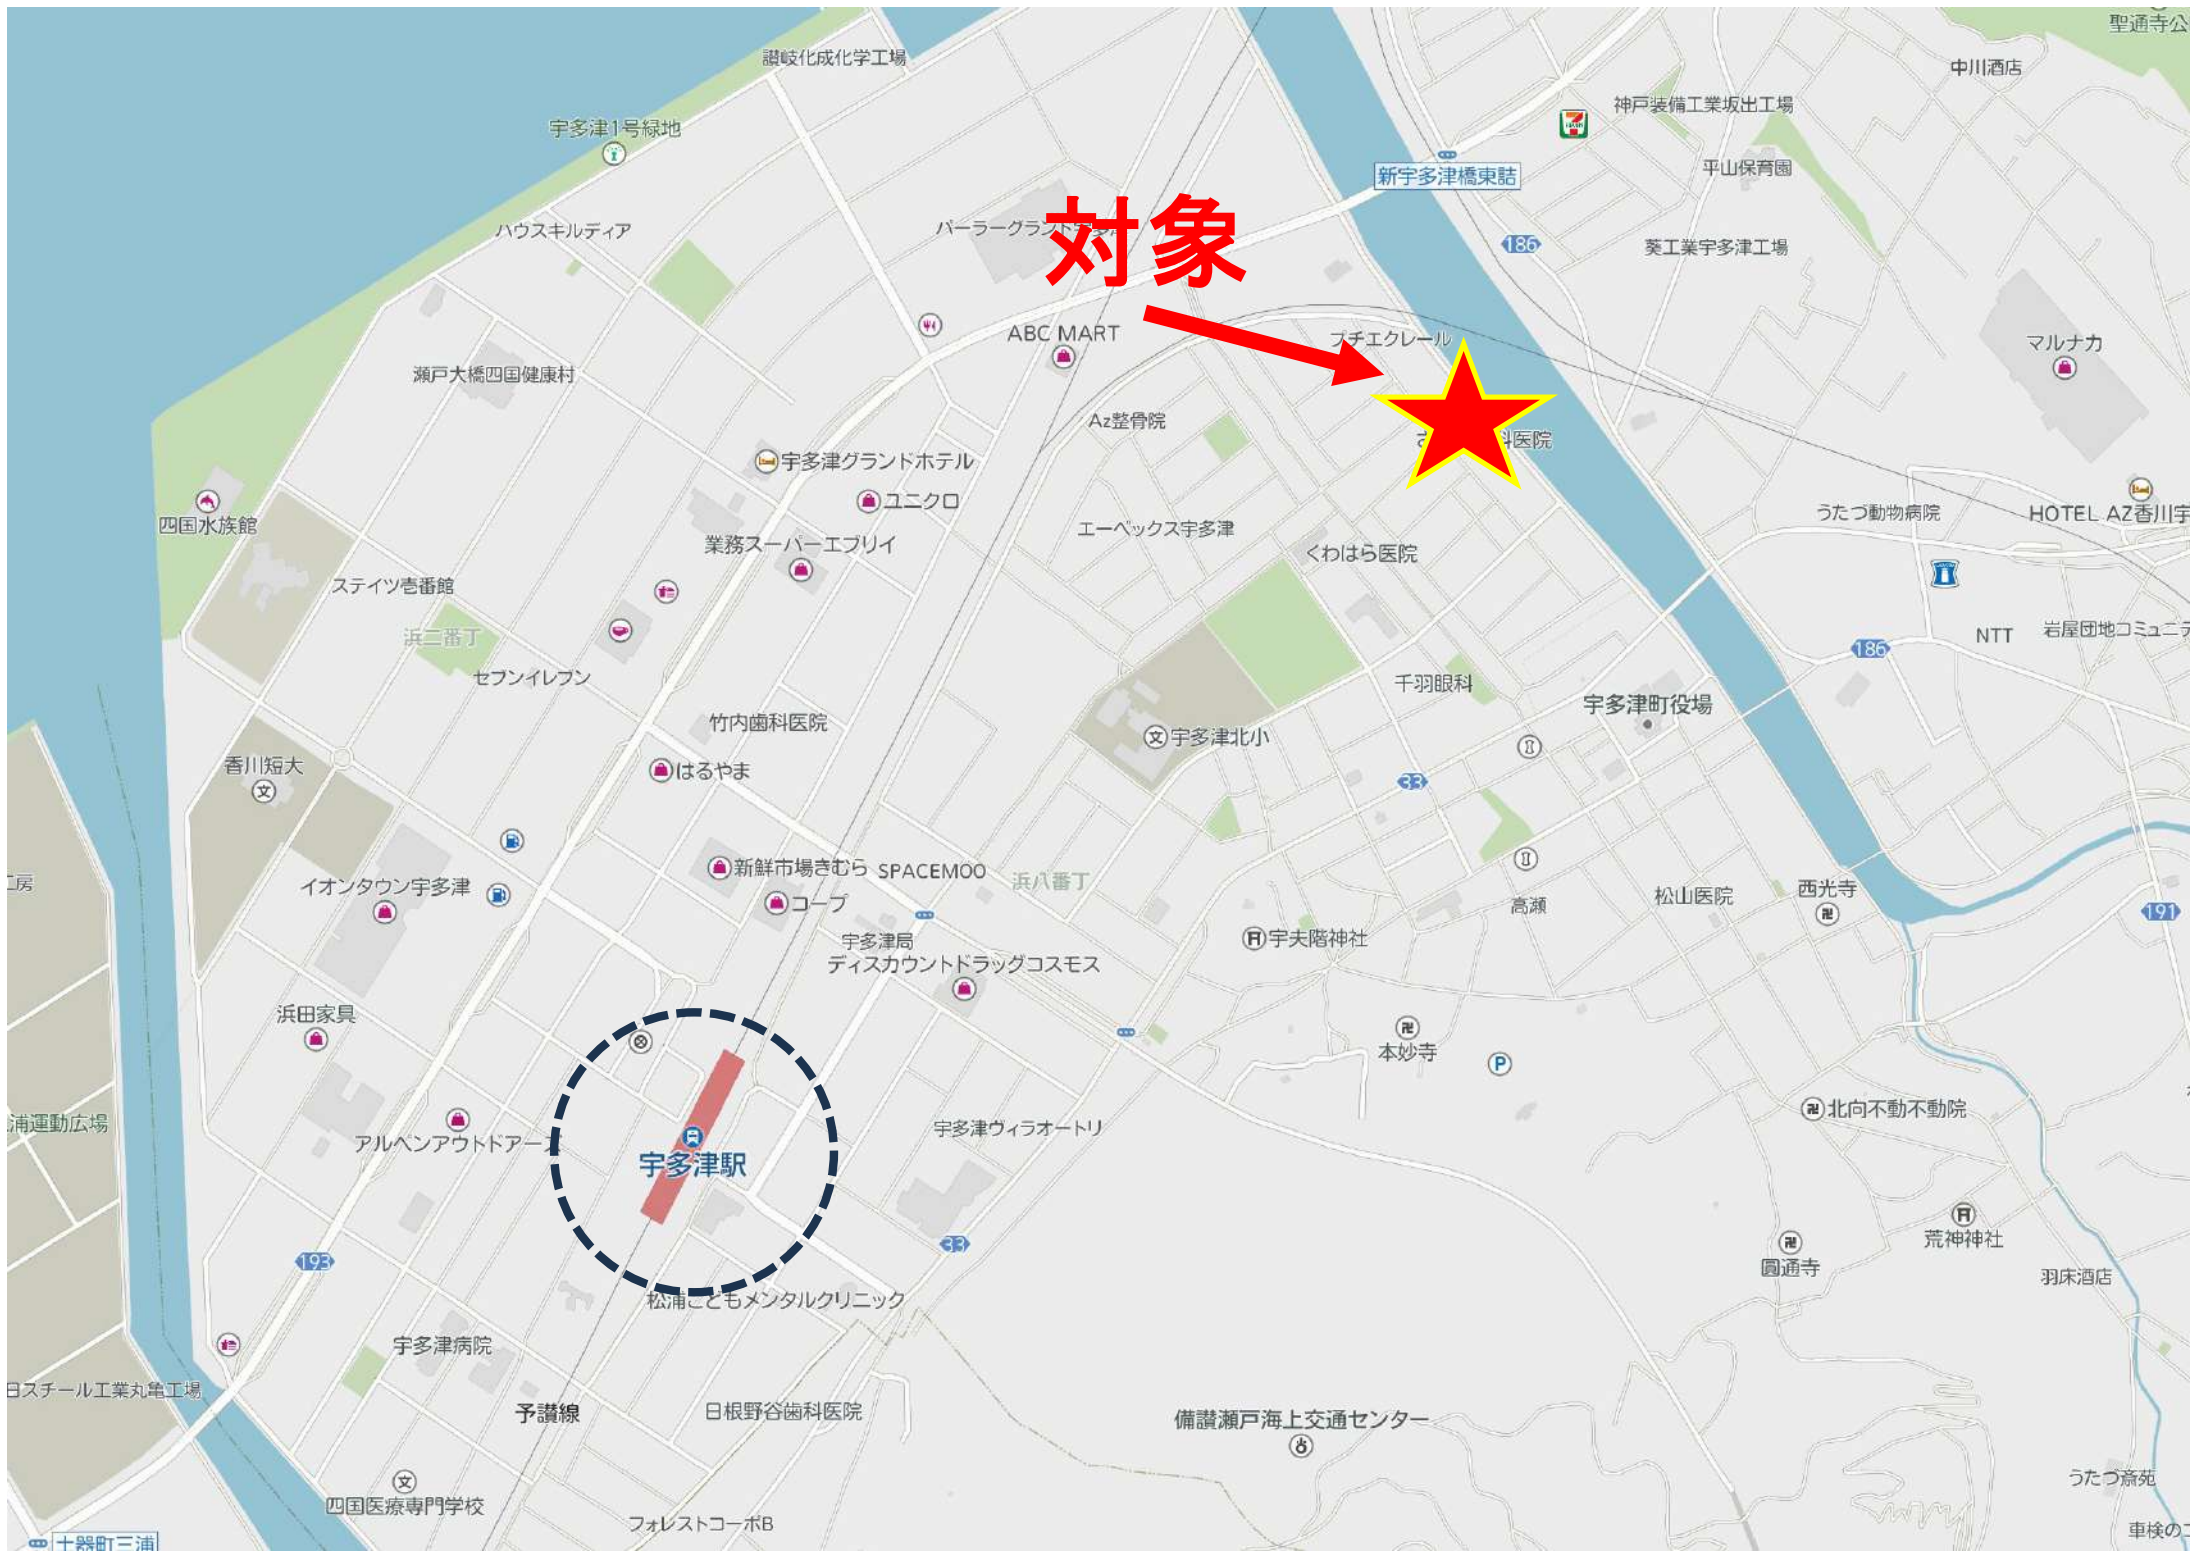 聖通寺公
讃岐化成化学工場
中川酒店
神戸装備工業坂出工場
宇多津1号緑地
平山保育園
新宇多津橋東詰
ハウスキルディア
パーラーグランド宇多
対象
186
葵工業宇多津工場
ABC MART
プチエクレール
マルナカ
瀬戸大橋四国健康村
Az整骨院
科医院
宇多津グランドホテル
ユニクロ
四国水族館
うたづ動物病院
HOTEL AZ香川宇
エーベックス宇多津
業務スーパーエブリイ
くわはら医院
ステイツ壱番館
浜二番丁
NTT
岩屋団地コミュニテ
186
セブンイレブン
千羽眼科
宇多津町役場
竹内歯科医院
文
宇多津北小
香川短大
文
はるやま
33
新鮮市場きむら
SPACEMOO
浜八番丁
工房
イオンタウン宇多津
コープ
高瀬
松山医院
西光寺
191
宇多津局
宇夫階神社
ディスカウントドラッグコスモス
浜田家具
本妙寺
P
浦運動広場
アルペンアウトドアーズ
宇多津ヴィラオートリ
北向不動不動院
宇多津駅
荒神神社
33
193
圓通寺
羽床酒店
松浦こどもメンタルクリニック
宇多津病院
日スチール工業丸亀工場
予讃線
日根野谷歯科医院
備讃瀬戸海上交通センター
文
四国医療専門学校
うたづ斎苑
フォレストコーポB
土器町三浦
車検のコ